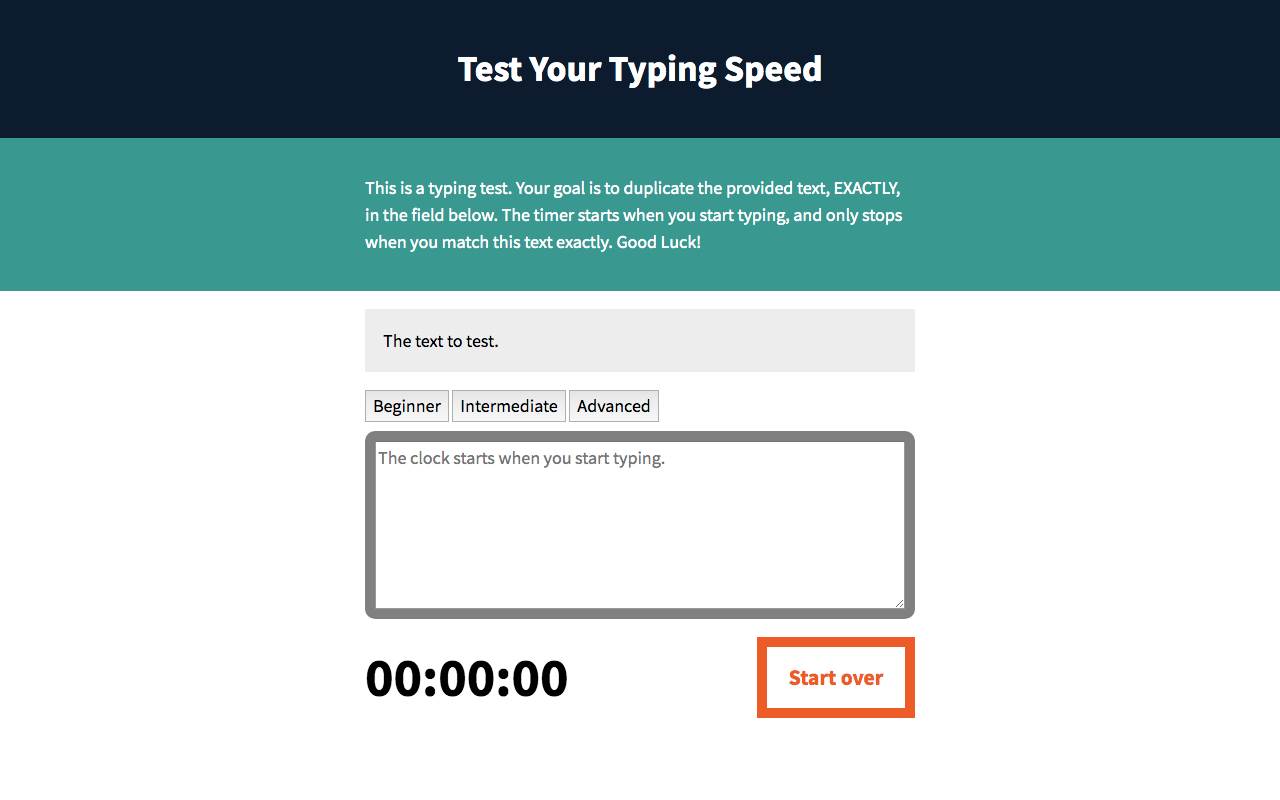 Test Your Typing Speed
This is a typing test. Your goal is to duplicate the provided text, EXACTLY,
in the field below. The timer starts when you start typing, and only stops
when you match this text exactly. Good Luck!
The text to test.
Beginner Intermediate Advanced
The clock starts when you start typing.
00:00:00 Start over